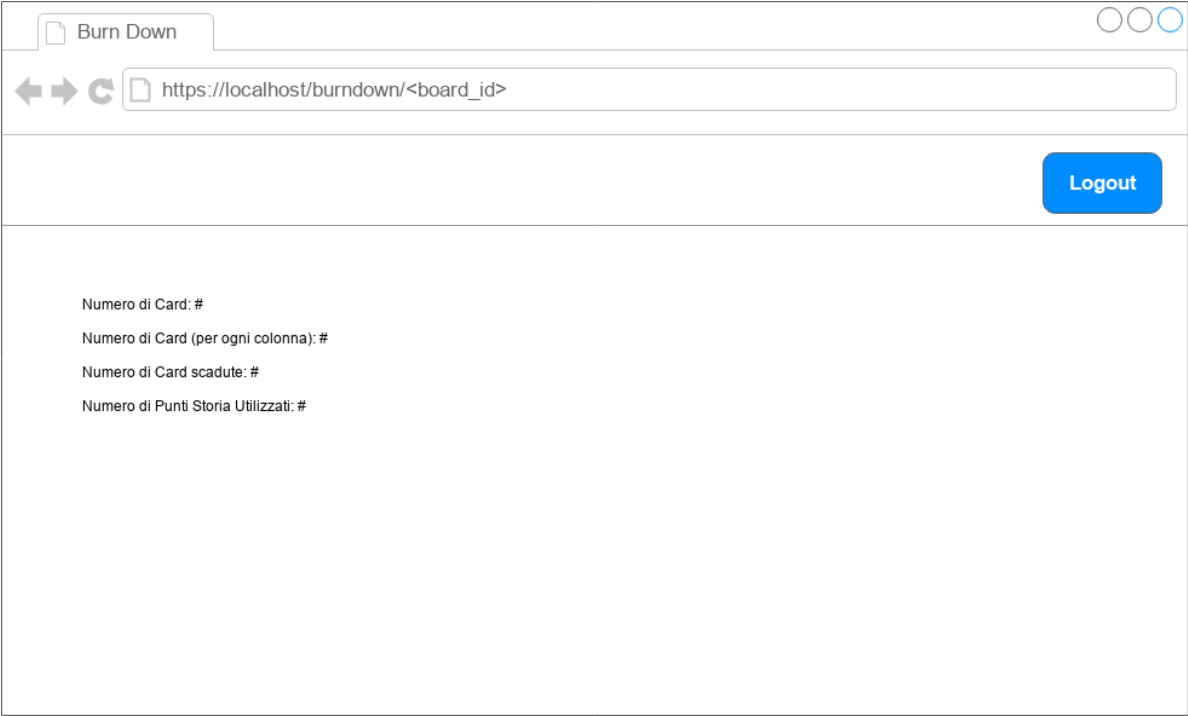 Burn Down
https://localhost/burndown/<board_id>
Logout
Numero di Card: #
Numero di Card (per ogni colonna): #
Numero di Card scadute: #
Numero di Punti Storia Utilizzati: #